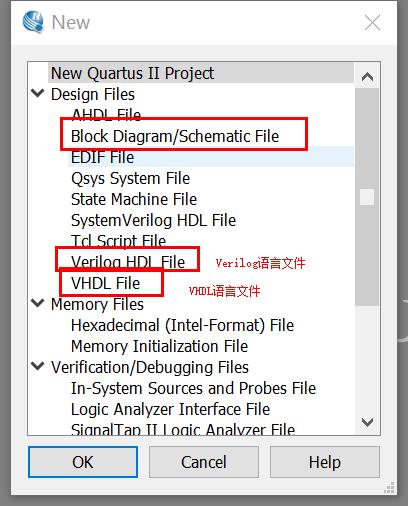 New
New Quartus II Project
Design Files
AHDL File
Block Diagram/Schematic File
EDIF File
Qsys System File
State Machine File
SystemVerilog HDL File
Tcl Script File
Verilog HDL File Verilog语言文件
VHDL File VHDL语言文件
Memory Files
Hexadecimal (Intel-Format) File
Memory Initialization File
Verification/Debugging Files
In-System Sources and Probes File
Logic Analyzer Interface File
SignalTap II Logic Analyzer File
OK Cancel Help